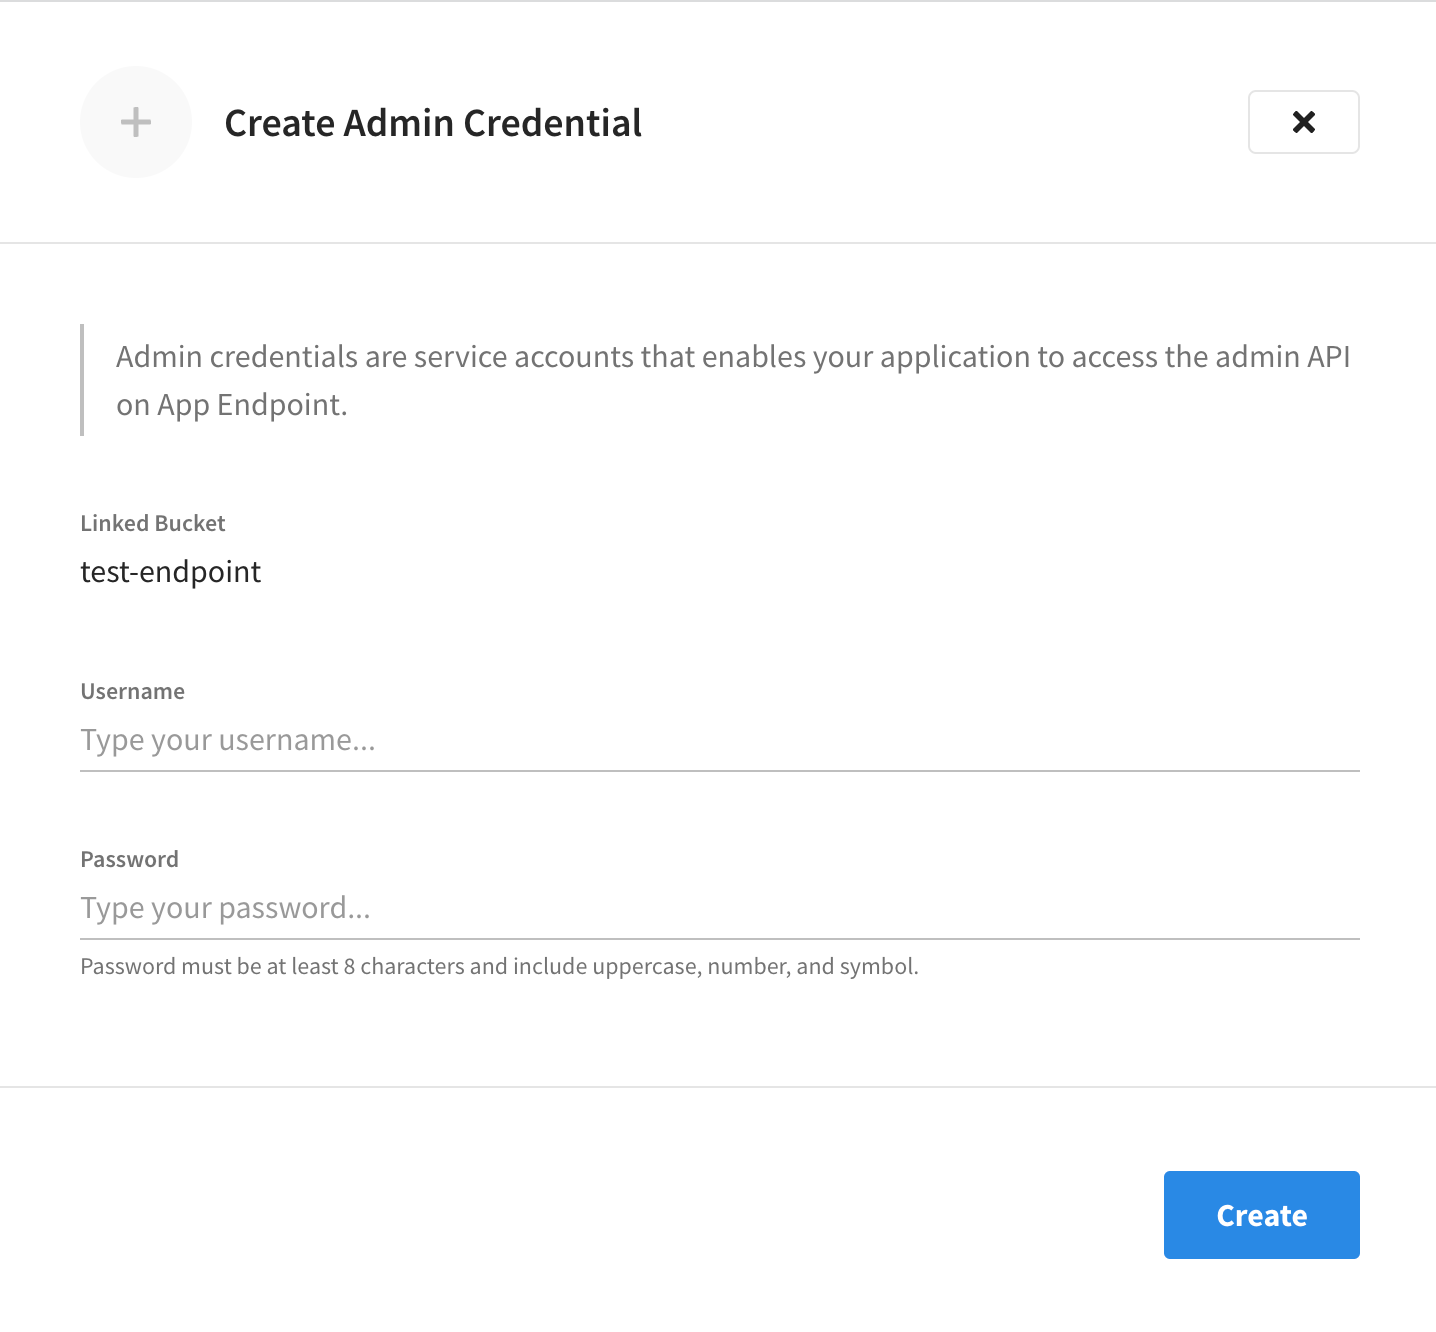 Create Admin Credential
Admin credentials are service accounts that enables your application to access the admin API
on App Endpoint.
Linked Bucket
test-endpoint
Username
Type your username...
Password
Type your password...
Password must be at least 8 characters and include uppercase, number, and symbol.
Create